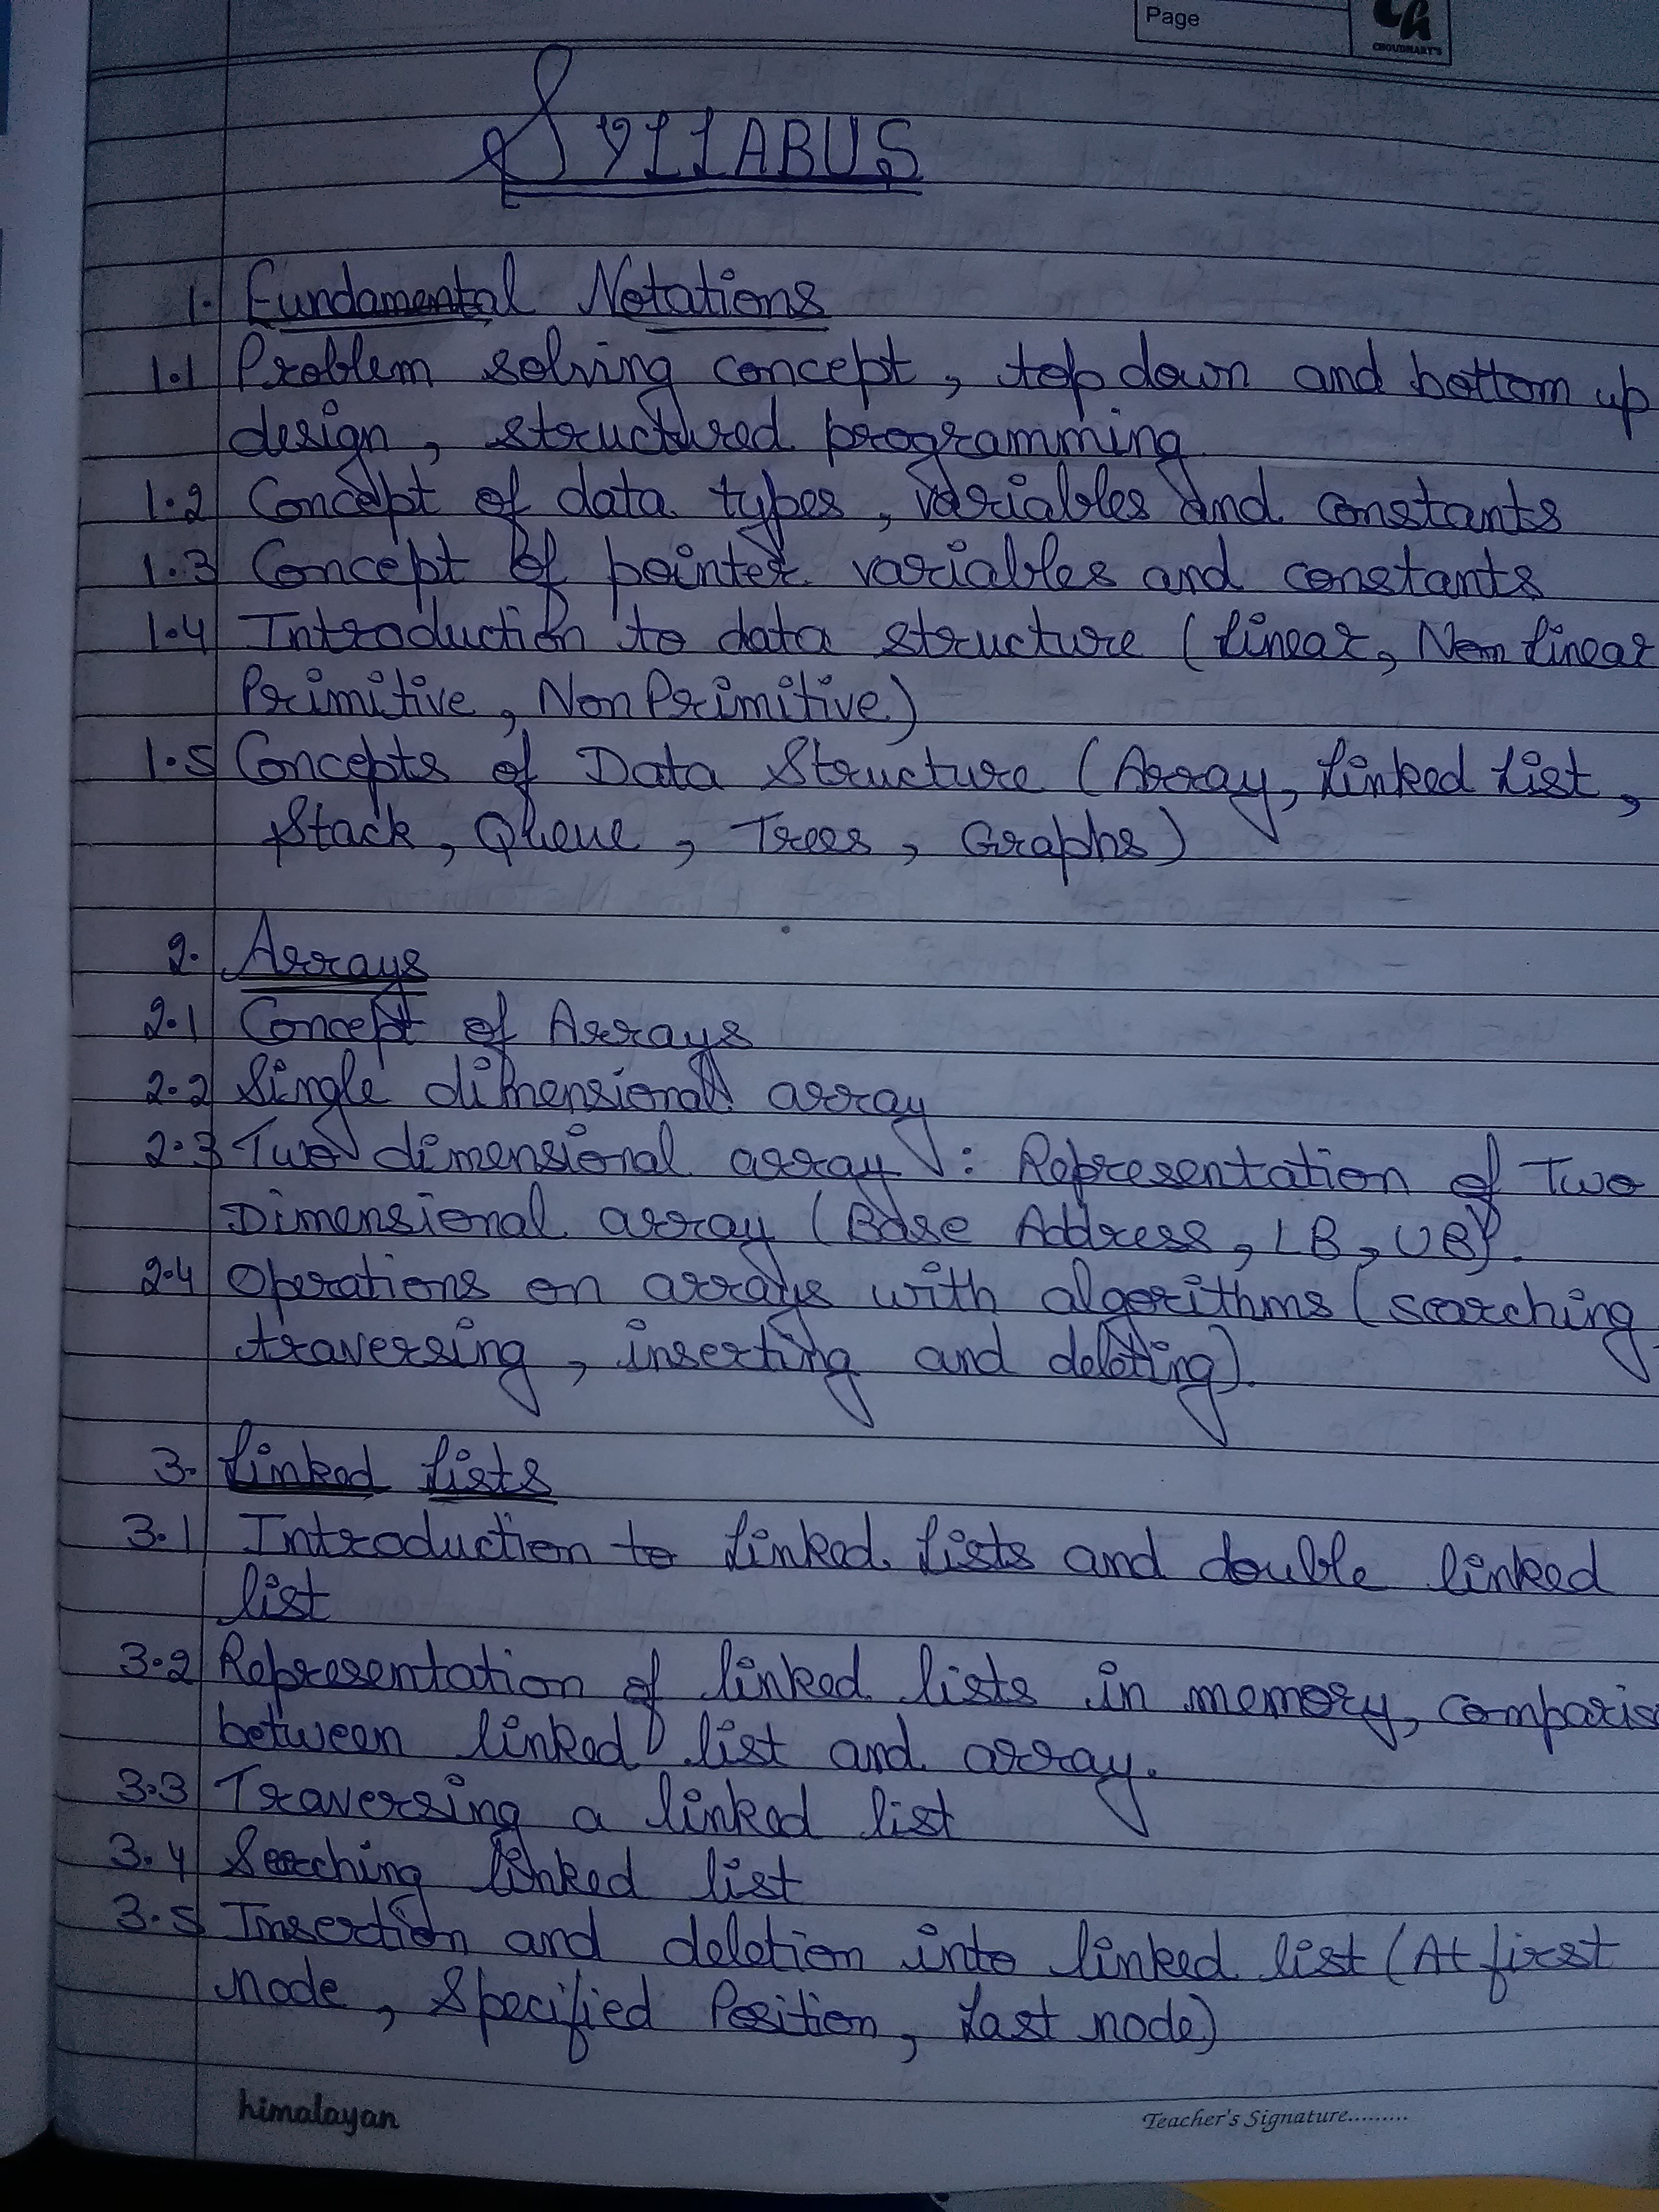 Page
CHOUDHARY'S
SYLLABUS
1. Fundamental Notations
1.1 Problem solving concept, top down and bottom up
design, structured programming
1.2 Concept of data types, variables and constants
1.3 Concept of pointer variables and constants
1.4 Introduction to data structure (linear, Non linear
Primitive, Non Primitive)
1.5 Concepts of Data Structure (Array, linked list,
Stack, Queue, Trees, Graphs)
2. Arrays
2.1 Concept of Arrays
2.2 Single dimensional array
2.3 Two dimensional array : Representation of Two
Dimensional array (Base Address, LB, UB).
2.4 Operations on arrays with algorithms (searching,
traversing, inserting and deleting)
3. Linked lists
3.1 Introduction to linked lists and double linked
list
3.2 Representation of linked lists in memory, comparis
between linked list and array.
3.3 Traversing a linked list
3.4 Searching linked list
3.5 Insertion and deletion into linked list (At first
node, Specified Position, Last node)
himalayan
Teacher's Signature.........